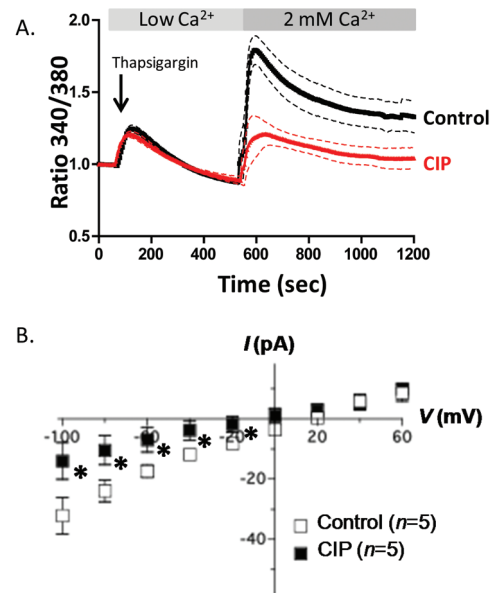 A.
Low Ca2+
2 mM Ca2+
Thapsigargin
Ratio 340/380
2.0
1.5
1.0
0.5
Control
CIP
0
200
400
600
800
1000
1200
Time (sec)
B.
I (pA)
V (mV)
-100
-60
-20
20
60
-20
-40
* * * * *
Control (n=5)
CIP (n=5)